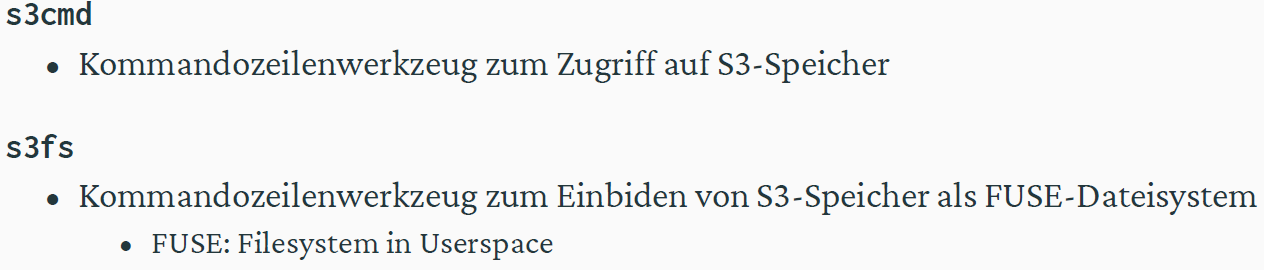 s3cmd
• Kommandozeilenwerkzeug zum Zugriff auf S3-Speicher
s3fs
• Kommandozeilenwerkzeug zum Einbiden von S3-Speicher als FUSE-Dateisystem
• FUSE: Filesystem in Userspace